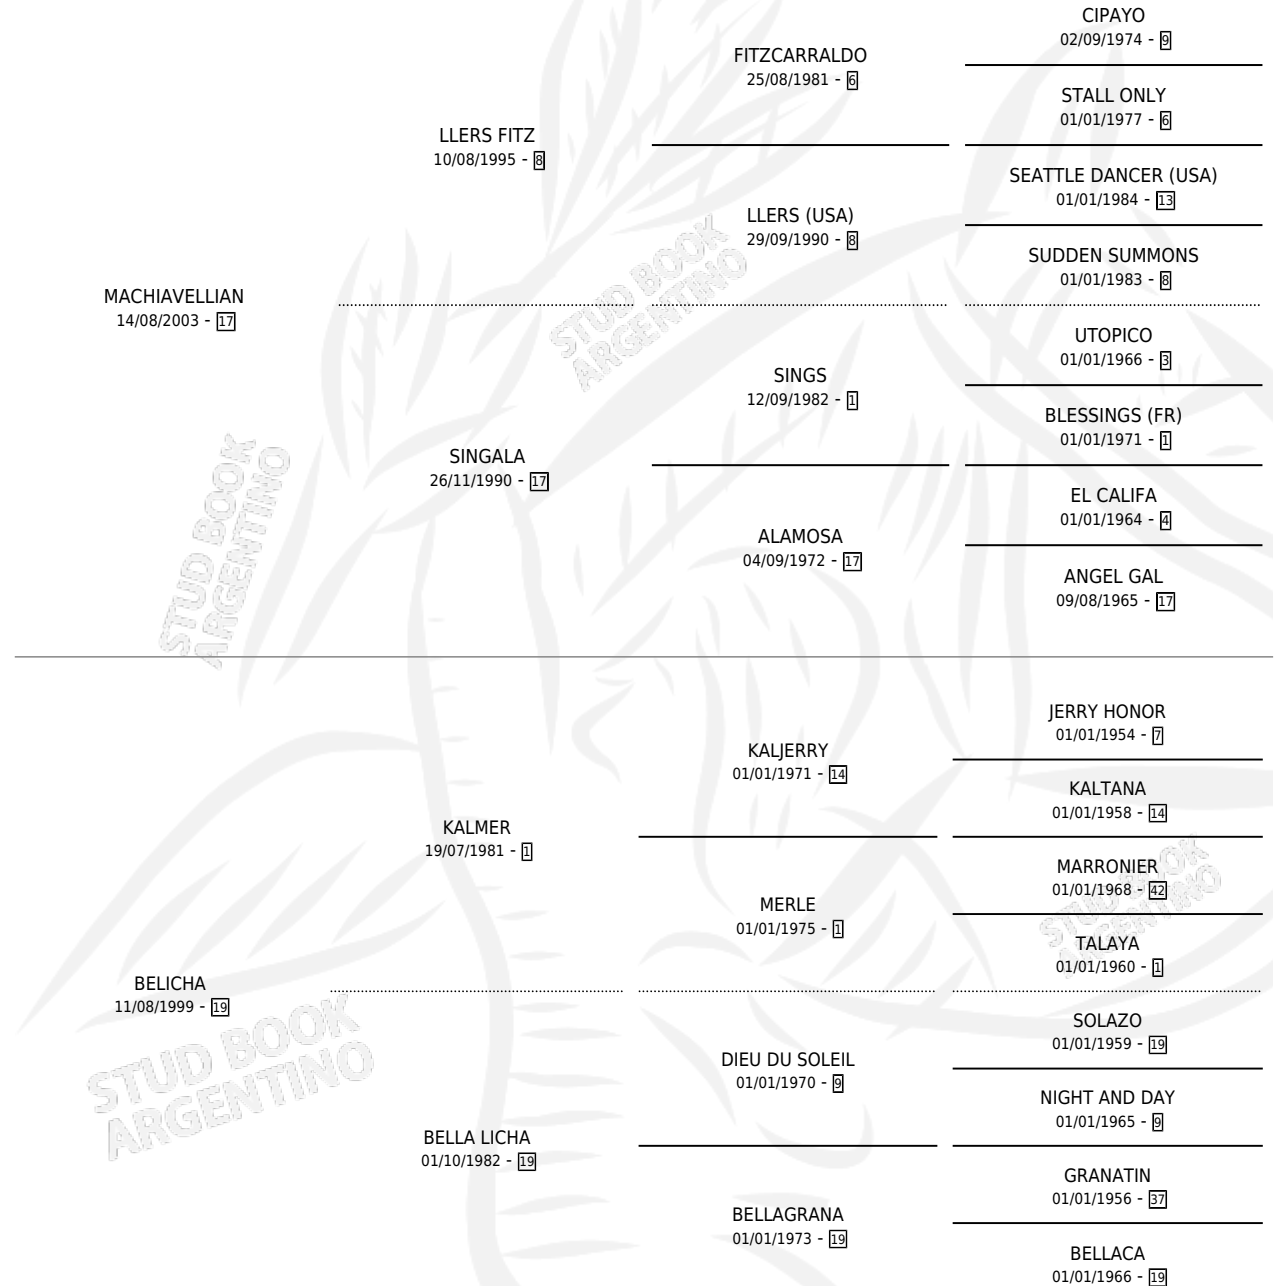 CIPAYO
02/09/1974 - 9
FITZCARRALDO
25/08/1981 - 6
STALL ONLY
01/01/1977 - 6
LLERS FITZ
10/08/1995 - 8
SEATTLE DANCER (USA)
01/01/1984 - 13
LLERS (USA)
29/09/1990 - 8
SUDDEN SUMMONS
01/01/1983 - 8
MACHIAVELLIAN
14/08/2003 - 17
STUD BOOK
ARGENTINO
UTOPICO
01/01/1966 - 3
SINGS
12/09/1982 - 1
BLESSINGS (FR)
01/01/1971 - 1
SINGALA
26/11/1990 - 17
EL CALIFA
01/01/1964 - 4
ALAMOSA
04/09/1972 - 17
ANGEL GAL
09/08/1965 - 17
STUD BOOK
ARGENTINO
JERRY HONOR
01/01/1954 - 7
KALJERRY
01/01/1971 - 14
KALTANA
01/01/1958 - 14
KALMER
19/07/1981 - 1
MARRONIER
01/01/1968 - 42
MERLE
01/01/1975 - 1
TALAYA
01/01/1960 - 1
STUD BOOK
ARGENTINO
BELICHA
11/08/1999 - 19
SOLAZO
01/01/1959 - 19
DIEU DU SOLEIL
01/01/1970 - 9
NIGHT AND DAY
01/01/1965 - 9
STUD BOOK
ARGENTINO
BELLA LICHA
01/10/1982 - 19
GRANATIN
01/01/1956 - 37
BELLAGRANA
01/01/1973 - 19
BELLACA
01/01/1966 - 19